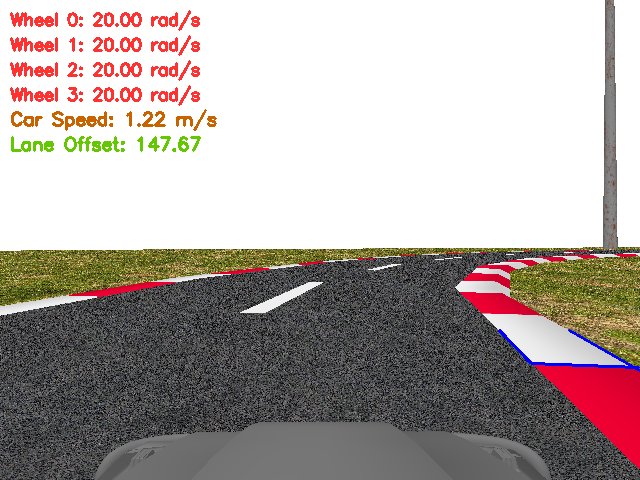 Wheel 0: 20.00 rad/s
Wheel 1: 20.00 rad/s
Wheel 2: 20.00 rad/s
Wheel 3: 20.00 rad/s
Car Speed: 1.22 m/s
Lane Offset: 147.67